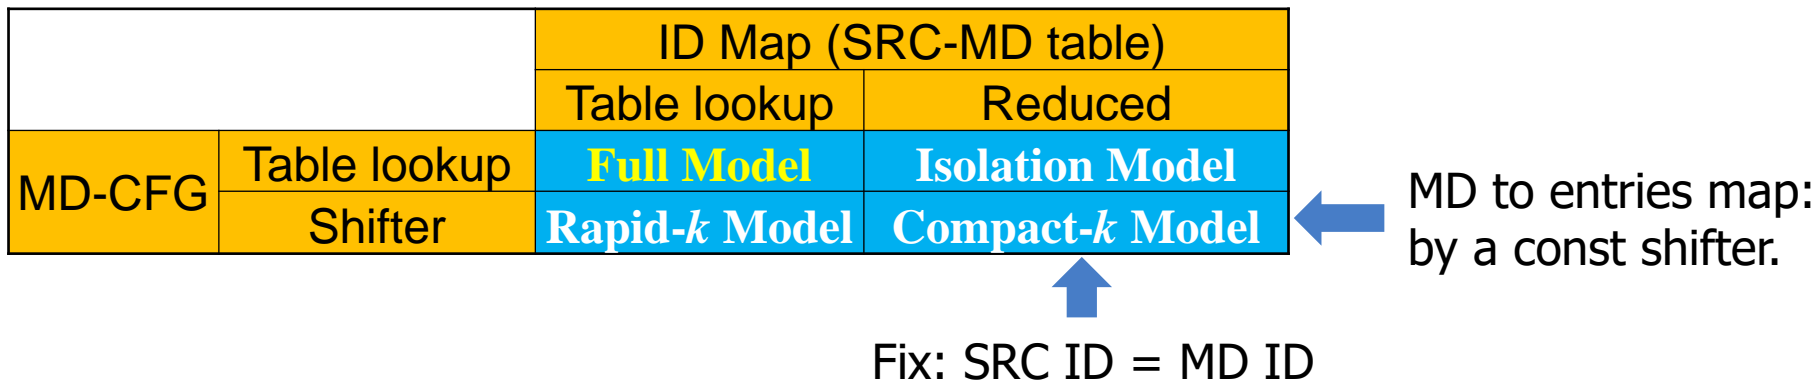 ID Map (SRC-MD table)
Table lookup Reduced
MD-CFG Table lookup Full Model Isolation Model
Shifter Rapid-k Model Compact-k Model
MD to entries map:
by a const shifter.
Fix: SRC ID = MD ID